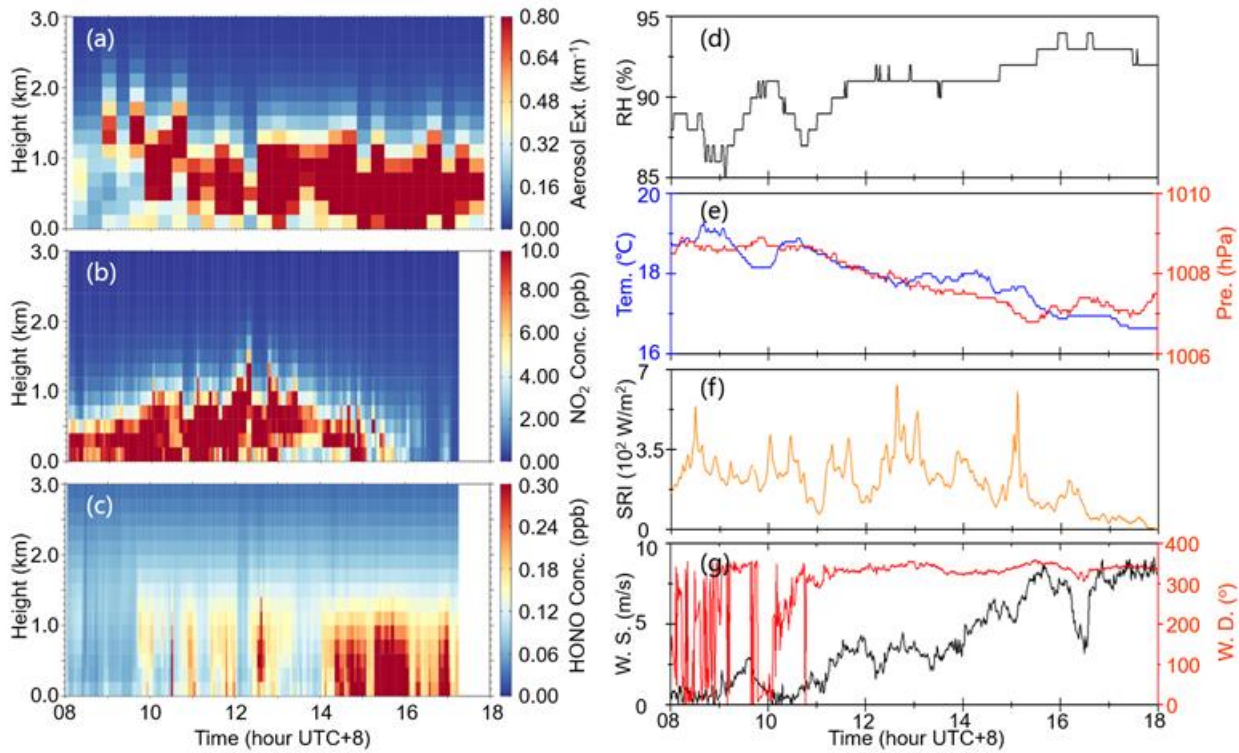 (a)
3.0
2.0
1.0
0.0
Height (km)
08 10 12 14 16 18
0.80
0.64
0.48
0.32
0.16
0.00
Aerosol Ext. (km⁻¹)
(b)
3.0
2.0
1.0
0.0
Height (km)
10.0
8.00
6.00
4.00
2.00
0.00
NO₂ Conc. (ppb)
(c)
3.0
2.0
1.0
0.0
Height (km)
0.30
0.24
0.18
0.12
0.06
0.00
HONO Conc. (ppb)
08 10 12 14 16 18
Time (hour UTC+8)
(d)
95
90
85
RH (%)
(e)
20
18
16
Tem. (℃)
1010
1008
1006
Pre. (hPa)
(f)
7
3.5
0
SRI (10² W/m²)
(g)
10
5
0
W. S. (m/s)
400
300
200
100
0
W. D. (°)
08 10 12 14 16 18
Time (hour UTC+8)